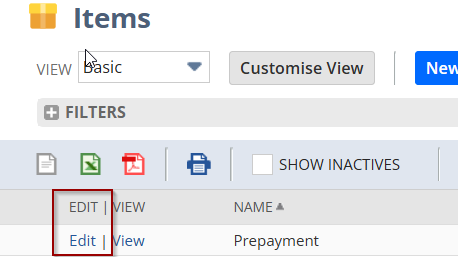 Items
VIEW Basic Customise View New
FILTERS
SHOW INACTIVES
EDIT | VIEW NAME
Edit | View Prepayment